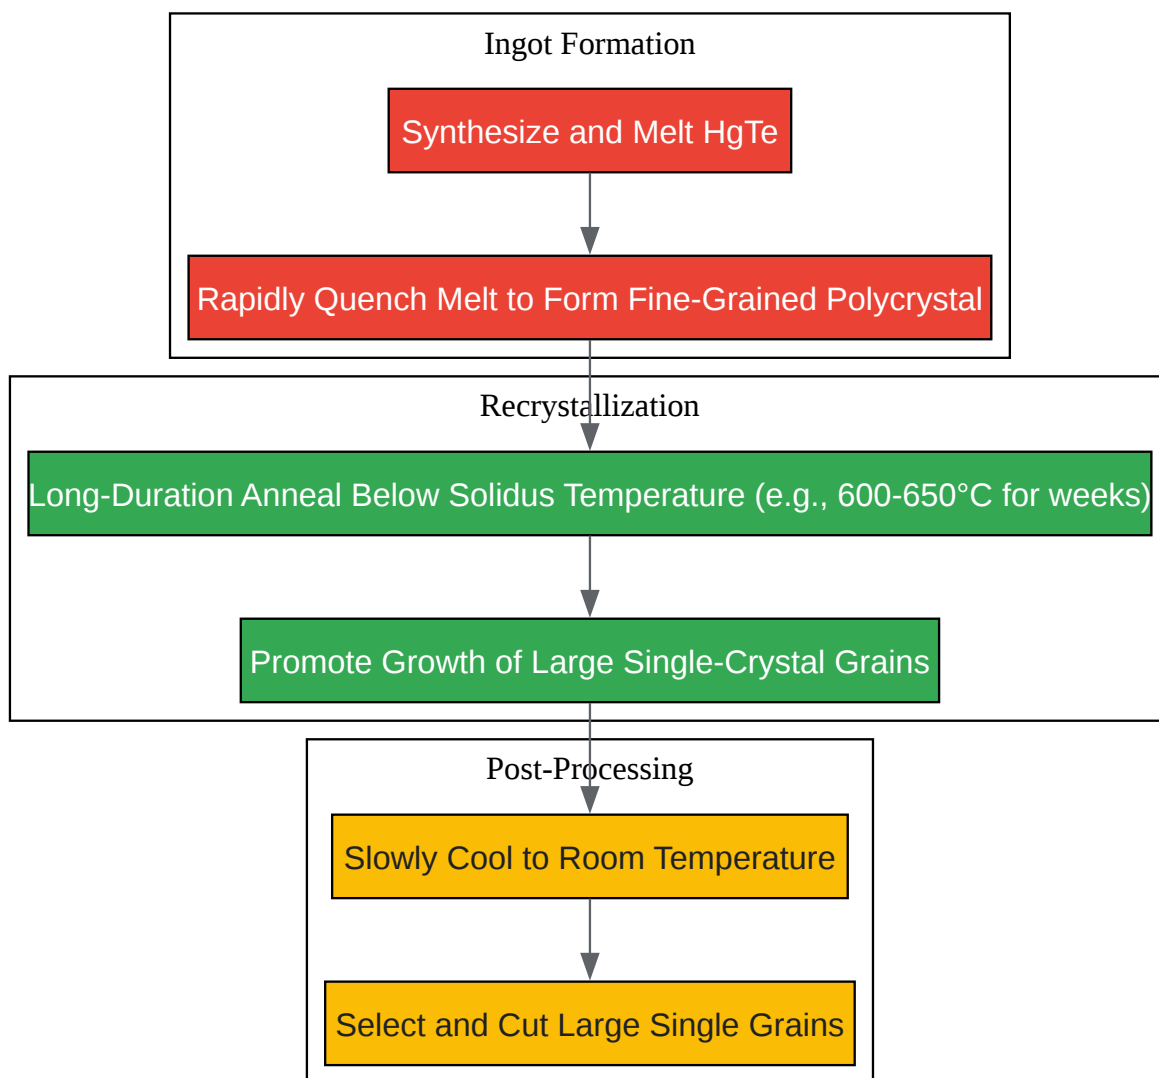 Ingot Formation
Synthesize and Melt HgTe
Rapidly Quench Melt to Form Fine-Grained Polycrystal
Recrystallization
Long-Duration Anneal Below Solidus Temperature (e.g., 600-650°C for weeks)
Promote Growth of Large Single-Crystal Grains
Post-Processing
Slowly Cool to Room Temperature
Select and Cut Large Single Grains